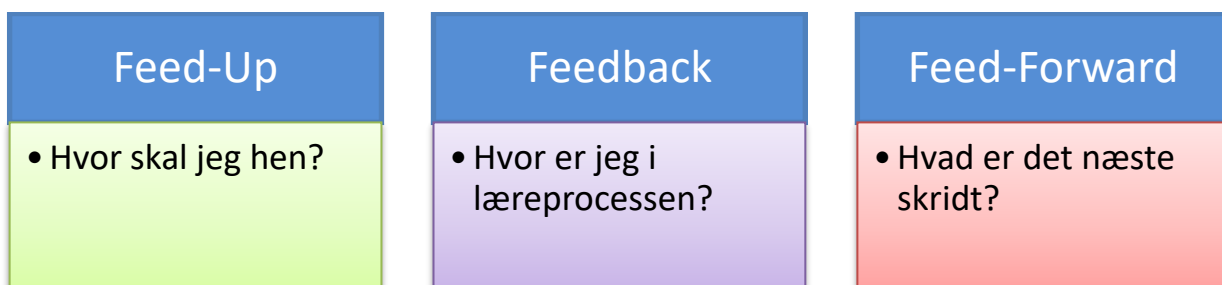 Feed-Up
• Hvor skal jeg hen?
Feedback
• Hvor er jeg i
læreprocessen?
Feed-Forward
• Hvad er det næste
skridt?